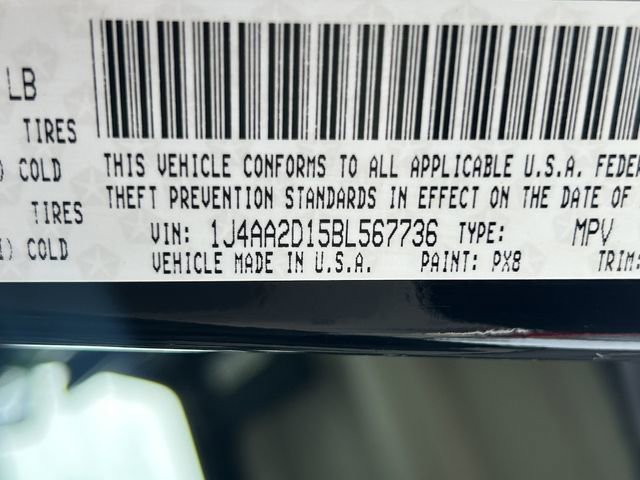 LB
TIRES
) COLD
THIS VEHICLE CONFORMS TO ALL APPLICABLE U.S.A. FEDER
THEFT PREVENTION STANDARDS IN EFFECT ON THE DATE OF
TIRES
) COLD
VIN: 1J4AA2D15BL567736 TYPE: MPV
VEHICLE MADE IN U.S.A. PAINT: PX8 TRIM: